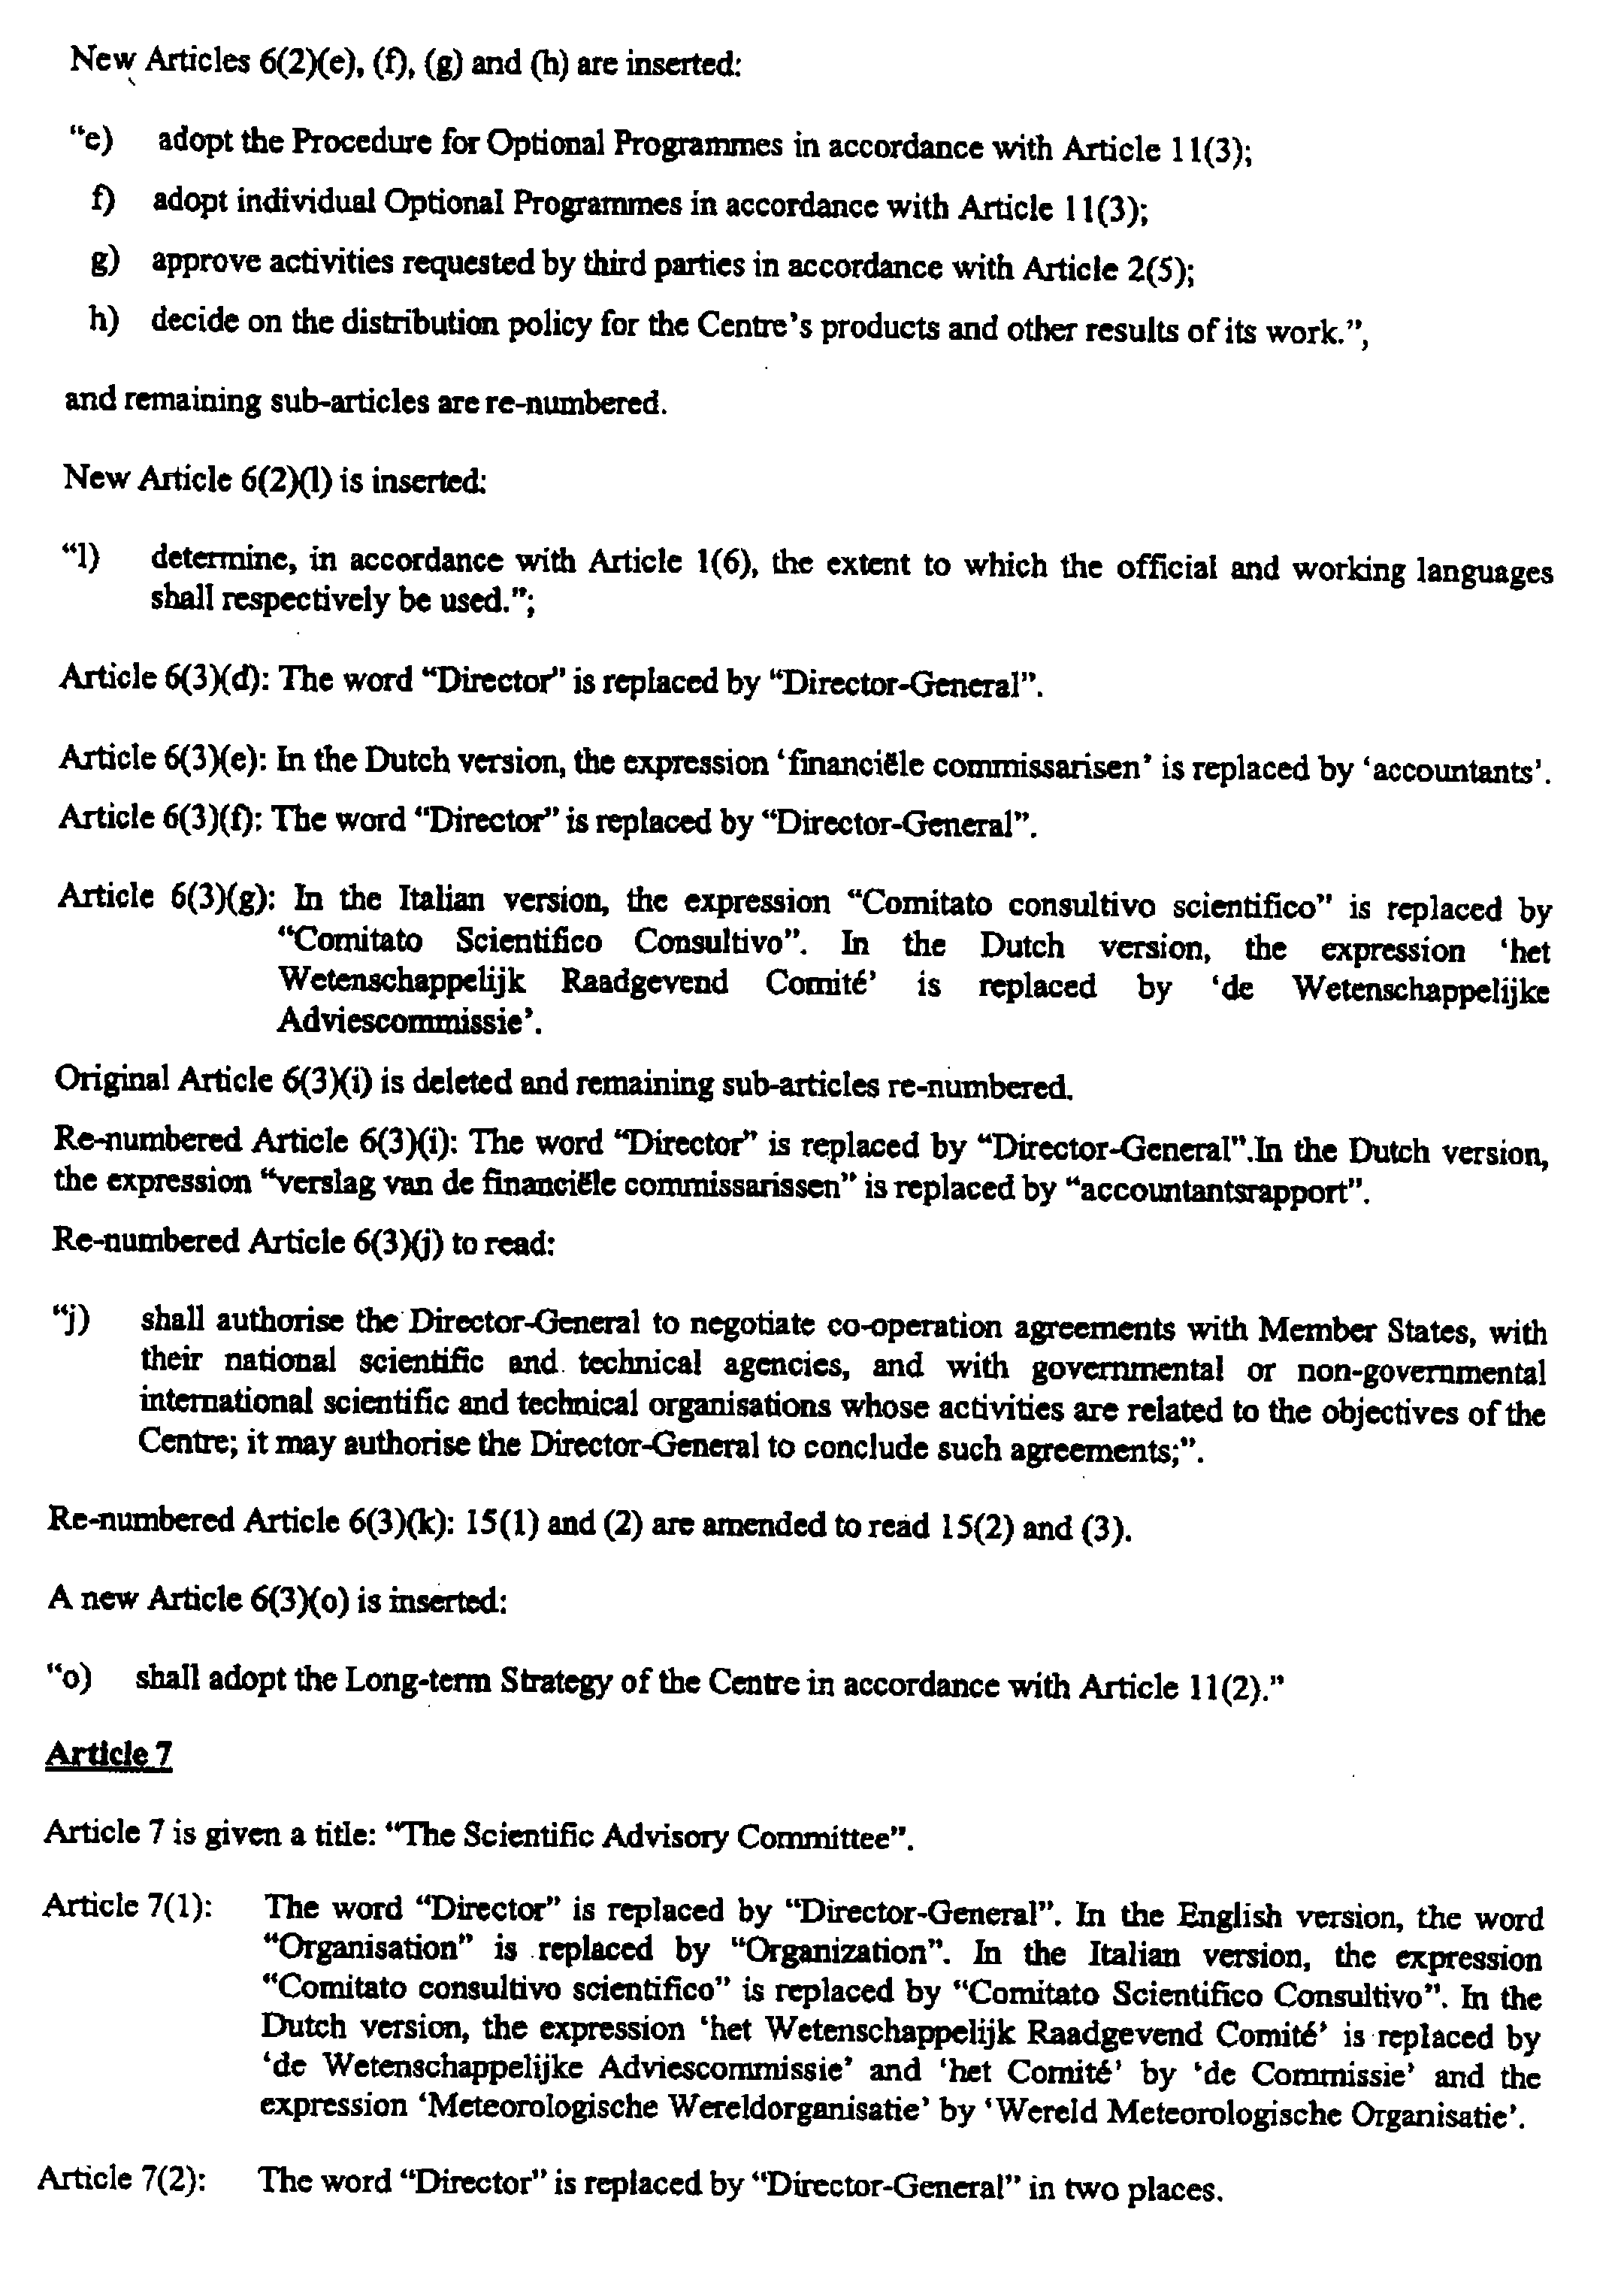 New Articles 6(2)(e), (f), (g) and (h) are inserted:
“e) adopt the Procedure for Optional Programmes in accordance with Article 11(3);
f) adopt individual Optional Programmes in accordance with Article 11(3);
g) approve activities requested by third parties in accordance with Article 2(5);
h) decide on the distribution policy for the Centre’s products and other results of its work.”,
and remaining sub-articles are re-numbered.
New Article 6(2)(l) is inserted:
“l) determine, in accordance with Article 1(6), the extent to which the official and working languages
shall respectively be used.”;
Article 6(3)(d): The word “Director” is replaced by “Director-General”.
Article 6(3)(e): In the Dutch version, the expression ‘financiële commissarisen’ is replaced by ‘accountants’.
Article 6(3)(f): The word “Director” is replaced by “Director-General”.
Article 6(3)(g): In the Italian version, the expression “Comitato consultivo scientifico” is replaced by
“Comitato Scientifico Consultivo”. In the Dutch version, the expression ‘het
Wetenschappelijk Raadgevend Comité’ is replaced by ‘de Wetenschappelijke
Adviescommissie’.
Original Article 6(3)(i) is deleted and remaining sub-articles re-numbered.
Re-numbered Article 6(3)(i): The word “Director” is replaced by “Director-General”.In the Dutch version,
the expression “verslag van de financiële commissarissen” is replaced by “accountantsrapport”.
Re-numbered Article 6(3)(j) to read:
“j) shall authorise the Director-General to negotiate co-operation agreements with Member States, with
their national scientific and technical agencies, and with governmental or non-governmental
international scientific and technical organisations whose activities are related to the objectives of the
Centre; it may authorise the Director-General to conclude such agreements;”.
Re-numbered Article 6(3)(k): 15(1) and (2) are amended to read 15(2) and (3).
A new Article 6(3)(o) is inserted:
“o) shall adopt the Long-term Strategy of the Centre in accordance with Article 11(2).”
Article 7
Article 7 is given a title: “The Scientific Advisory Committee”.
Article 7(1): The word “Director” is replaced by “Director-General”. In the English version, the word
“Organisation” is replaced by “Organization”. In the Italian version, the expression
“Comitato consultivo scientifico” is replaced by “Comitato Scientifico Consultivo”. In the
Dutch version, the expression ‘het Wetenschappelijk Raadgevend Comité’ is replaced by
‘de Wetenschappelijke Adviescommissie’ and ‘het Comité’ by ‘de Commissie’ and the
expression ‘Meteorologische Wereldorganisatie’ by ‘Wereld Meteorologische Organisatie’.
Article 7(2): The word “Director” is replaced by “Director-General” in two places.